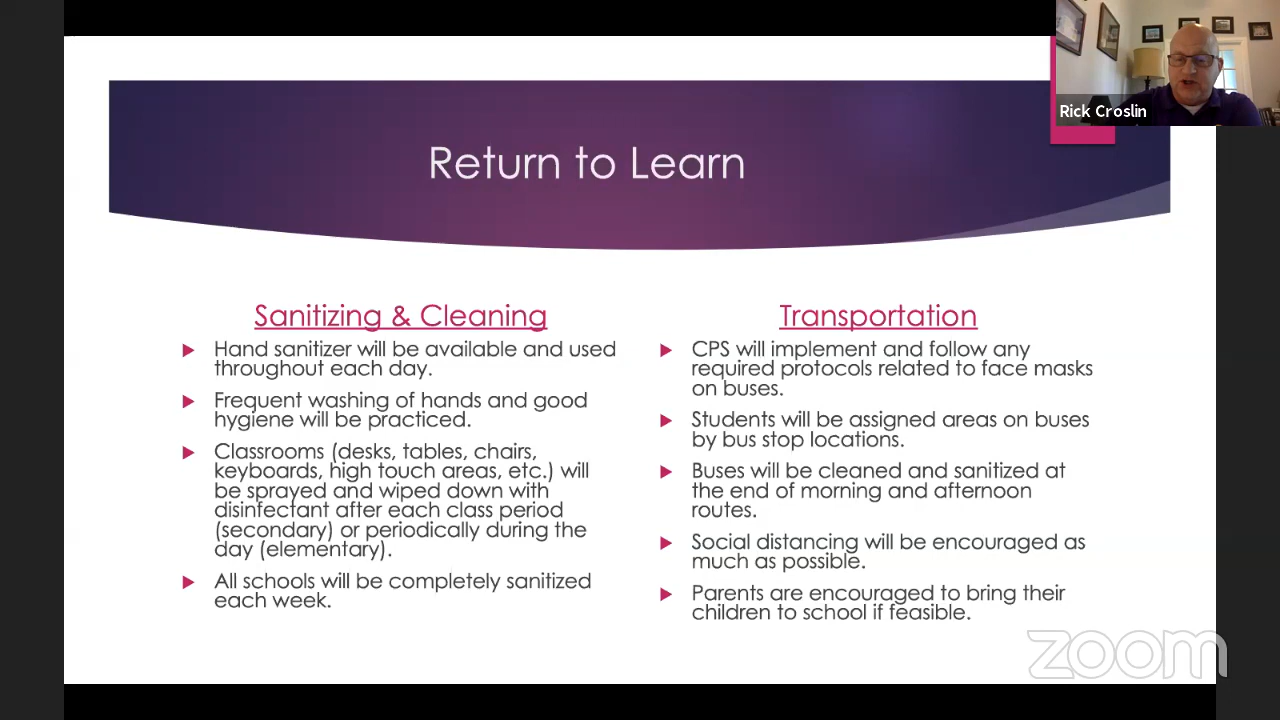 Rick Croslin
Return to Learn
Sanitizing & Cleaning
Hand sanitizer will be available and used
throughout each day.
Frequent washing of hands and good
hygiene will be practiced.
Classrooms (desks, tables, chairs,
keyboards, high touch areas, etc.) will
be sprayed and wiped down with
disinfectant after each class period
(secondary) or periodically during the
day (elementary).
All schools will be completely sanitized
each week.
Transportation
CPS will implement and follow any
required protocols related to face masks
on buses.
Students will be assigned areas on buses
by bus stop locations.
Buses will be cleaned and sanitized at
the end of morning and afternoon
routes.
Social distancing will be encouraged as
much as possible.
Parents are encouraged to bring their
children to school if feasible.
zoom